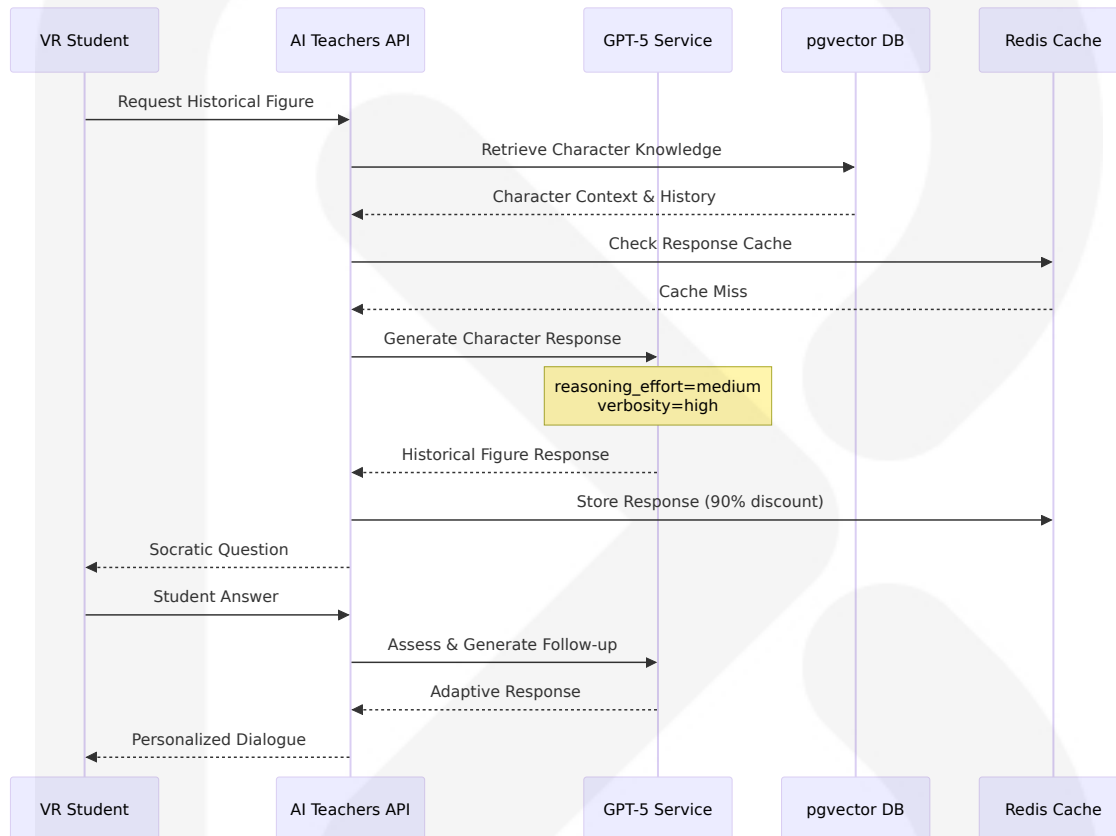 VR Student
AI Teachers API
GPT-5 Service
pgvector DB
Redis Cache
Request Historical Figure
Retrieve Character Knowledge
Character Context & History
Check Response Cache
Cache Miss
Generate Character Response
reasoning_effort=medium
verbosity=high
Historical Figure Response
Store Response (90% discount)
Socratic Question
Student Answer
Assess & Generate Follow-up
Adaptive Response
Personalized Dialogue
VR Student
AI Teachers API
GPT-5 Service
pgvector DB
Redis Cache